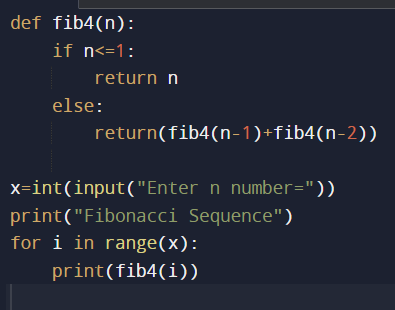 def fib4(n):
    if n<=1:
        return n
    else:
        return(fib4(n-1)+fib4(n-2))
x=int(input("Enter n number="))
print("Fibonacci Sequence")
for i in range(x):
    print(fib4(i))